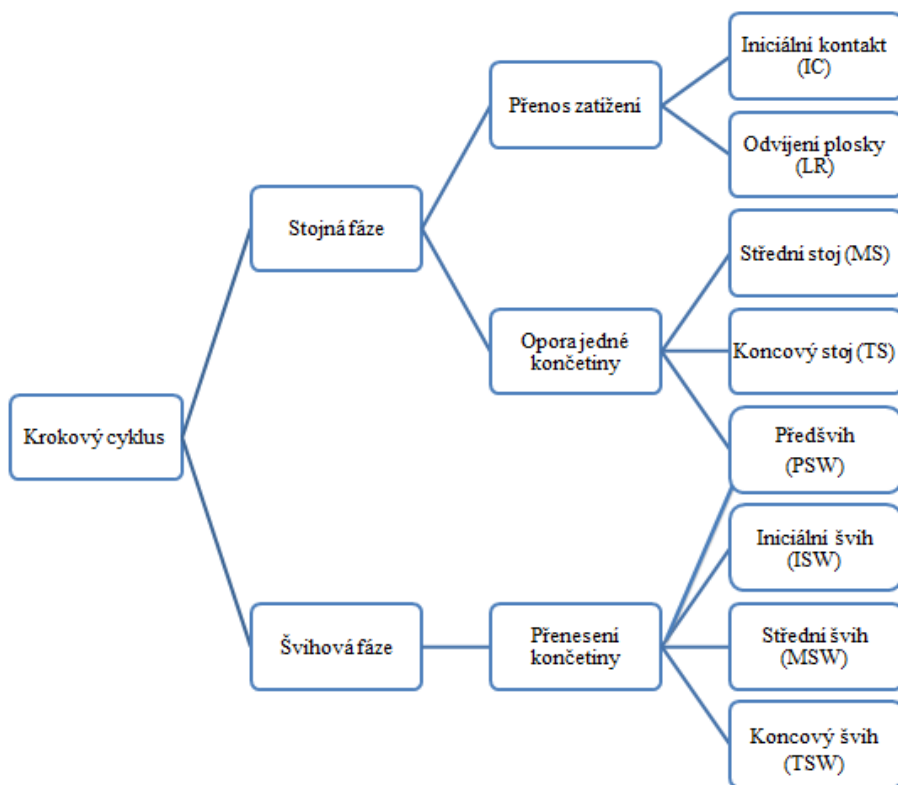 Iniciální kontakt
(IC)
Přenos zatížení
Odvíjení plosky
(LR)
Stojná fáze
Střední stoj (MS)
Opora jedné
končetiny
Koncový stoj (TS)
Krokový cyklus
Předšvih
(PSW)
Iniciální švih
(ISW)
Švihová fáze
Přenesení
končetiny
Střední švih
(MSW)
Koncový švih
(TSW)